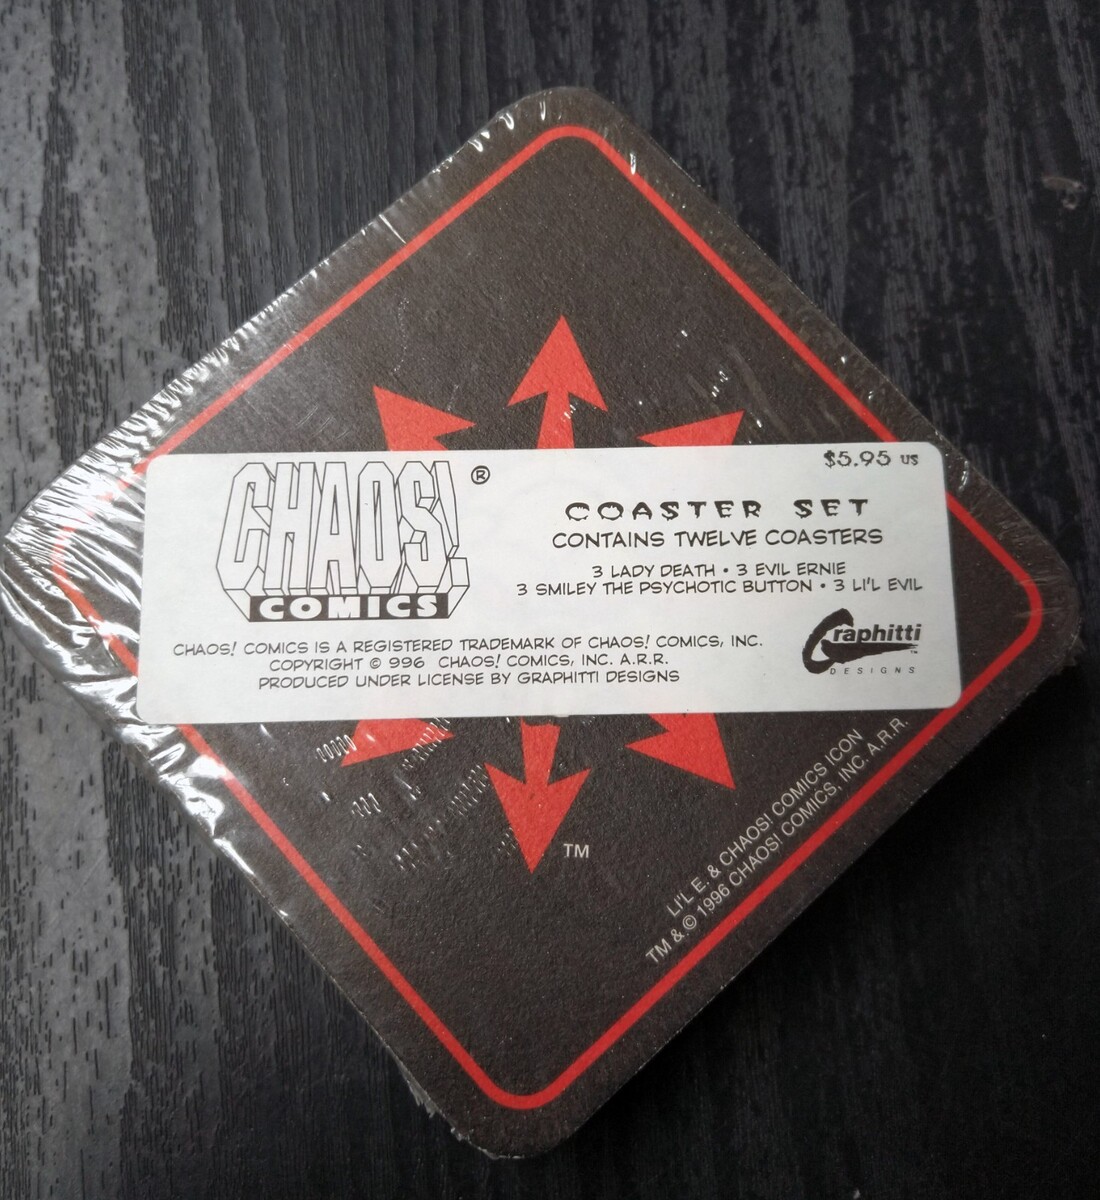 $5.95 US
CHAOS! ®
COMICS
COASTER SET
CONTAINS TWELVE COASTERS
3 LADY DEATH • 3 EVIL ERNIE
3 SMILEY THE PSYCHOTIC BUTTON • 3 LI'L EVIL
CHAOS! COMICS IS A REGISTERED TRADEMARK OF CHAOS! COMICS, INC.
COPYRIGHT © 996 CHAOS! COMICS, INC. A.R.R.
PRODUCED UNDER LICENSE BY GRAPHITTI DESIGNS
Graphitti™
DESIGNS
TM
LI'L E. & CHAOS! COMICS ICON
TM & © 1996 CHAOS! COMICS, INC. A.R.R.